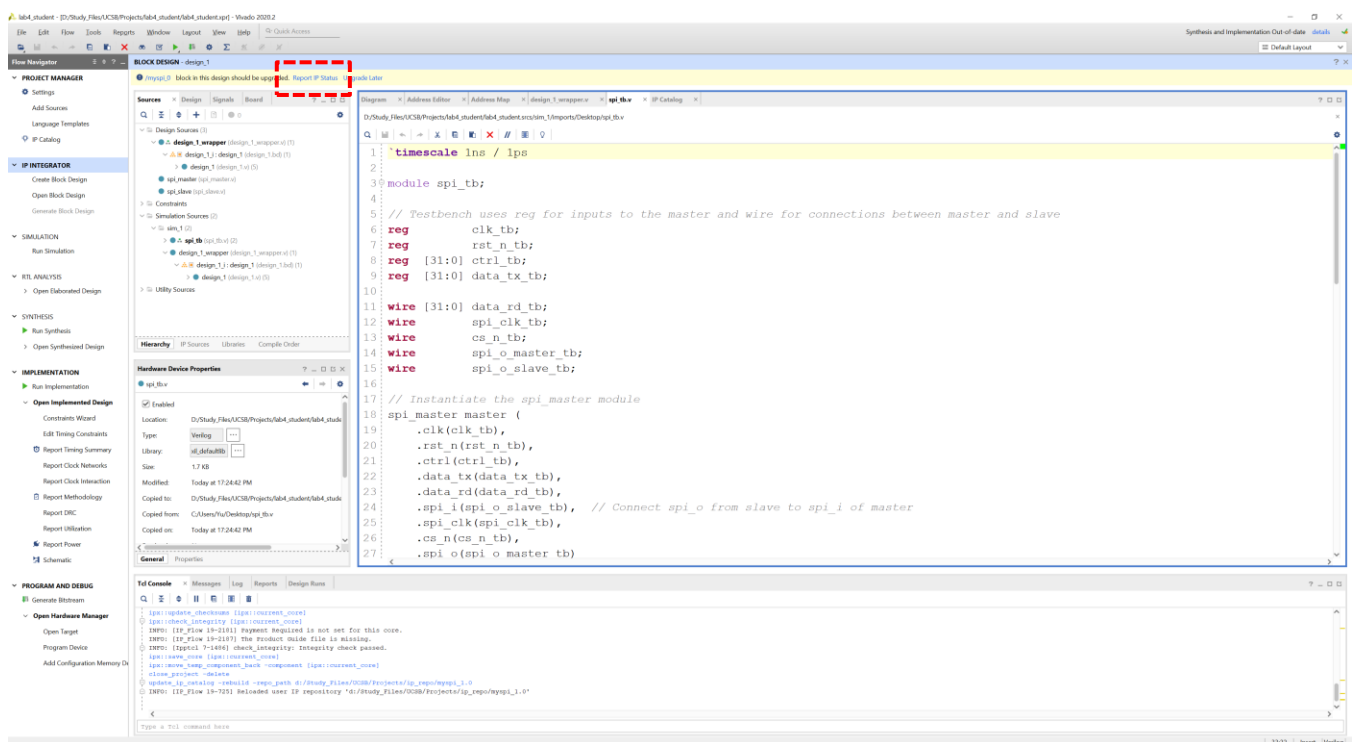 lab4_student - [D:/Study_Files/UCSB/Projects/lab4_student/lab4_student.xpr] - Vivado 2020.2
File Edit Flow Tools Reports Window Layout View Help Quick Access
Synthesis and Implementation Out-of-date details
Default Layout
Flow Navigator
PROJECT MANAGER
Settings
Add Sources
Language Templates
IP Catalog
IP INTEGRATOR
Create Block Design
Open Block Design
Generate Block Design
SIMULATION
Run Simulation
RTL ANALYSIS
Open Elaborated Design
SYNTHESIS
Run Synthesis
Open Synthesized Design
IMPLEMENTATION
Run Implementation
Open Implemented Design
Constraints Wizard
Edit Timing Constraints
Report Timing Summary
Report Clock Networks
Report Clock Interaction
Report Methodology
Report DRC
Report Utilization
Report Power
Schematic
PROGRAM AND DEBUG
Generate Bitstream
Open Hardware Manager
Open Target
Program Device
Add Configuration Memory De
BLOCK DESIGN - design_1
/myspi_0 block in this design should be upgraded. Report IP Status Upgrade Later
Sources Design Signals Board
Design Sources (3)
design_1_wrapper (design_1_wrapper.v) (1)
design_1_i : design_1 (design_1.bd) (1)
design_1 (design_1.v) (5)
spi_master (spi_master.v)
spi_slave (spi_slave.v)
Constraints
Simulation Sources (2)
sim_1 (2)
spi_tb (spi_tb.v) (2)
design_1_wrapper (design_1_wrapper.v) (1)
design_1_i : design_1 (design_1.bd) (1)
design_1 (design_1.v) (5)
Utility Sources
Hierarchy IP Sources Libraries Compile Order
Hardware Device Properties
spi_tb.v
Enabled
Location: D:/Study_Files/UCSB/Projects/lab4_student/lab4_stude
Type: Verilog
Library: xil_defaultlib
Size: 1.7 KB
Modified: Today at 17:24:42 PM
Copied to: D:/Study_Files/UCSB/Projects/lab4_student/lab4_stude
Copied from: C:/Users/Yu/Desktop/spi_tb.v
Copied on: Today at 17:24:42 PM
General Properties
Diagram Address Editor Address Map design_1_wrapper.v spi_tb.v IP Catalog
D:/Study_Files/UCSB/Projects/lab4_student/lab4_student.srcs/sim_1/imports/Desktop/spi_tb.v
1 `timescale 1ns / 1ps
2
3 module spi_tb;
4
5 // Testbench uses reg for inputs to the master and wire for connections between master and slave
6 reg clk_tb;
7 reg rst_n_tb;
8 reg [31:0] ctrl_tb;
9 reg [31:0] data_tx_tb;
10
11 wire [31:0] data_rd_tb;
12 wire spi_clk_tb;
13 wire cs_n_tb;
14 wire spi_o_master_tb;
15 wire spi_o_slave_tb;
16
17 // Instantiate the spi_master module
18 spi_master master (
19 .clk(clk_tb),
20 .rst_n(rst_n_tb),
21 .ctrl(ctrl_tb),
22 .data_tx(data_tx_tb),
23 .data_rd(data_rd_tb),
24 .spi_i(spi_o_slave_tb), // Connect spi_o from slave to spi_i of master
25 .spi_clk(spi_clk_tb),
26 .cs_n(cs_n_tb),
27 .spi_o(spi_o_master_tb)
Tcl Console Messages Log Reports Design Runs
ipx::update_checksums [ipx::current_core]
ipx::check_integrity [ipx::current_core]
INFO: [IP_Flow 19-2181] Payment Required is not set for this core.
INFO: [IP_Flow 19-2187] The Product Guide file is missing.
INFO: [Ipptcl 7-1486] check_integrity: Integrity check passed.
ipx::save_core [ipx::current_core]
ipx::move_temp_component_back -component [ipx::current_core]
close_project -delete
update_ip_catalog -rebuild -repo_path d:/Study_Files/UCSB/Projects/ip_repo/myspi_1.0
INFO: [IP_Flow 19-725] Reloaded user IP repository 'd:/Study_Files/UCSB/Projects/ip_repo/myspi_1.0'
Type a Tcl command here
Insert Verilog